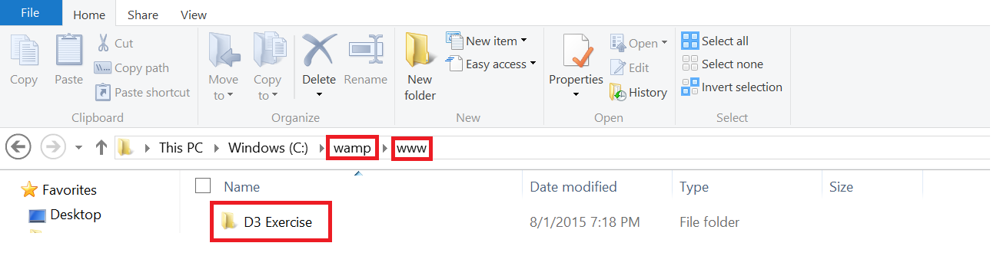 File Home Share View
Copy
Paste
Cut
Copy path
Paste shortcut
Clipboard
Move to
Copy to
Delete
Rename
Organize
New folder
New item
Easy access
New
Properties
Open
Edit
History
Open
Select all
Select none
Invert selection
Select
This PC Windows (C:) wamp www
Favorites
Desktop
Name Date modified Type Size
D3 Exercise 8/1/2015 7:18 PM File folder